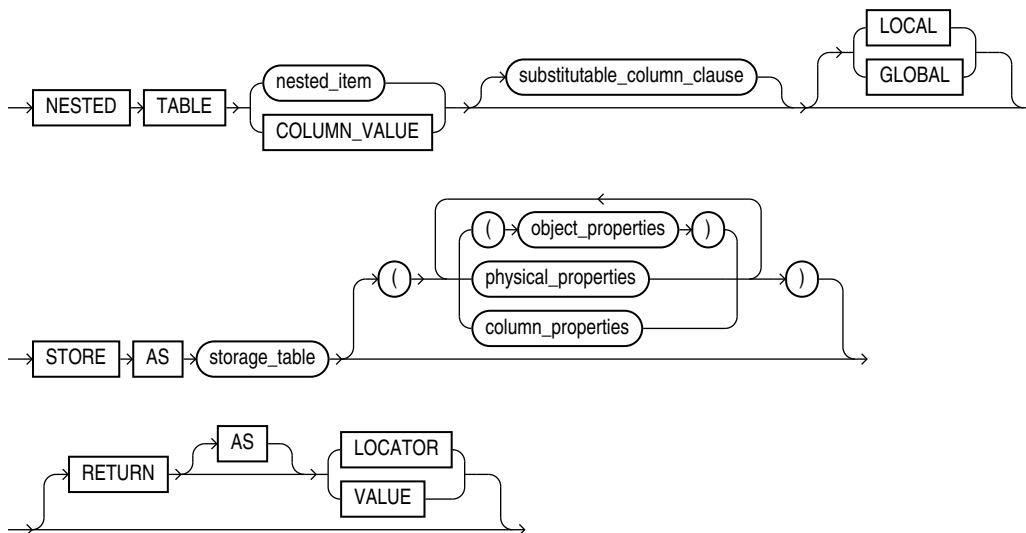 LOCAL
nested_item substitutable_column_clause GLOBAL
NESTED TABLE COLUMN_VALUE
( object_properties )
( physical_properties )
column_properties
STORE AS storage_table
AS LOCATOR
RETURN VALUE